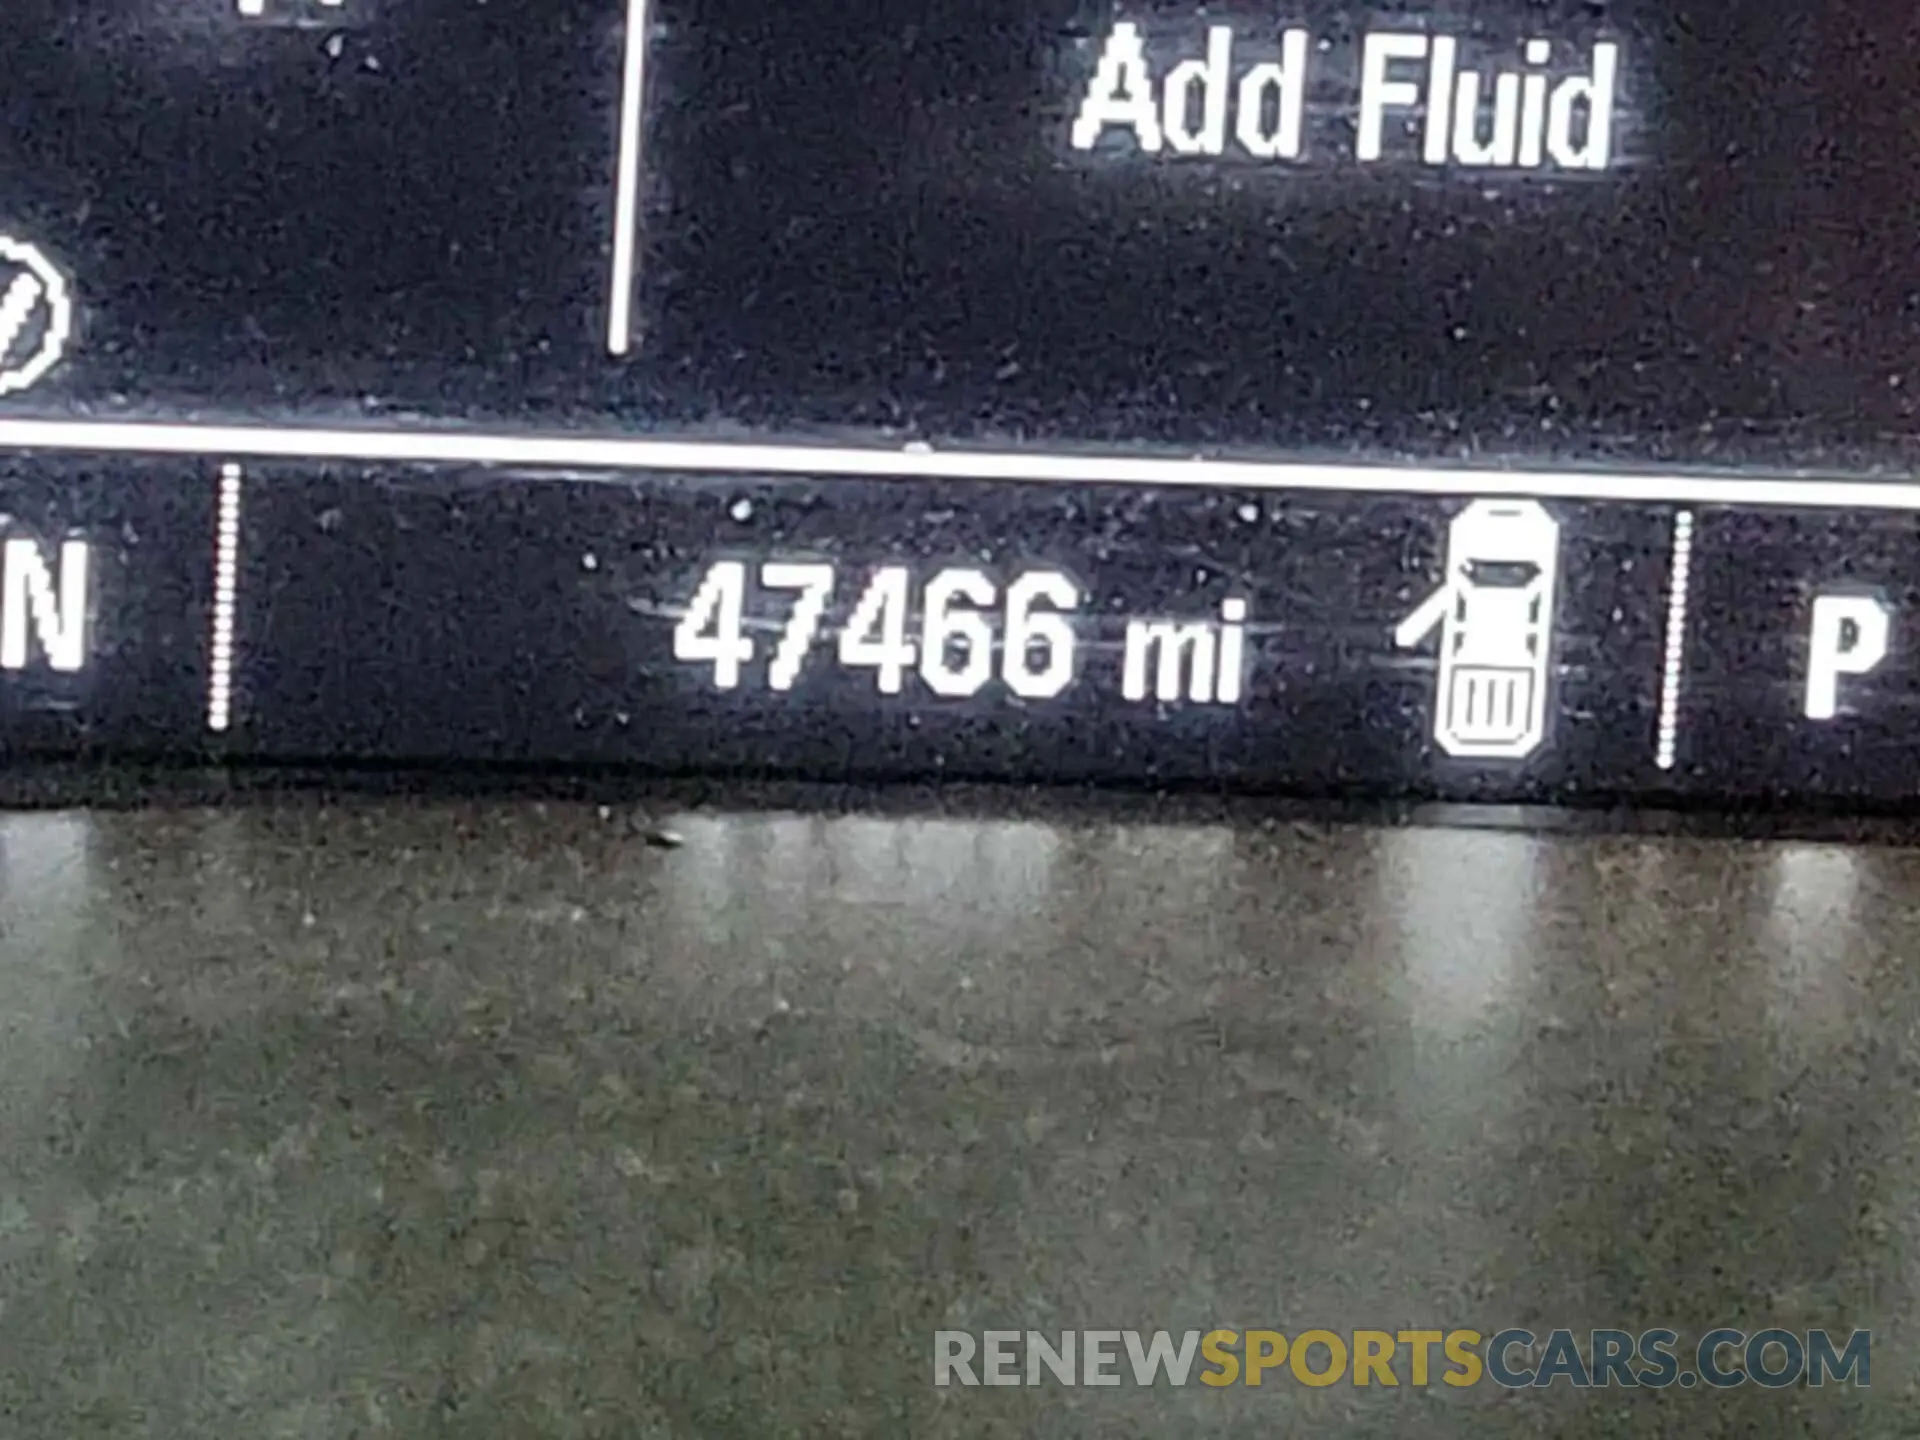 Add Fluid
N
47466 mi
P
RENEWSPORTSCARS.COM